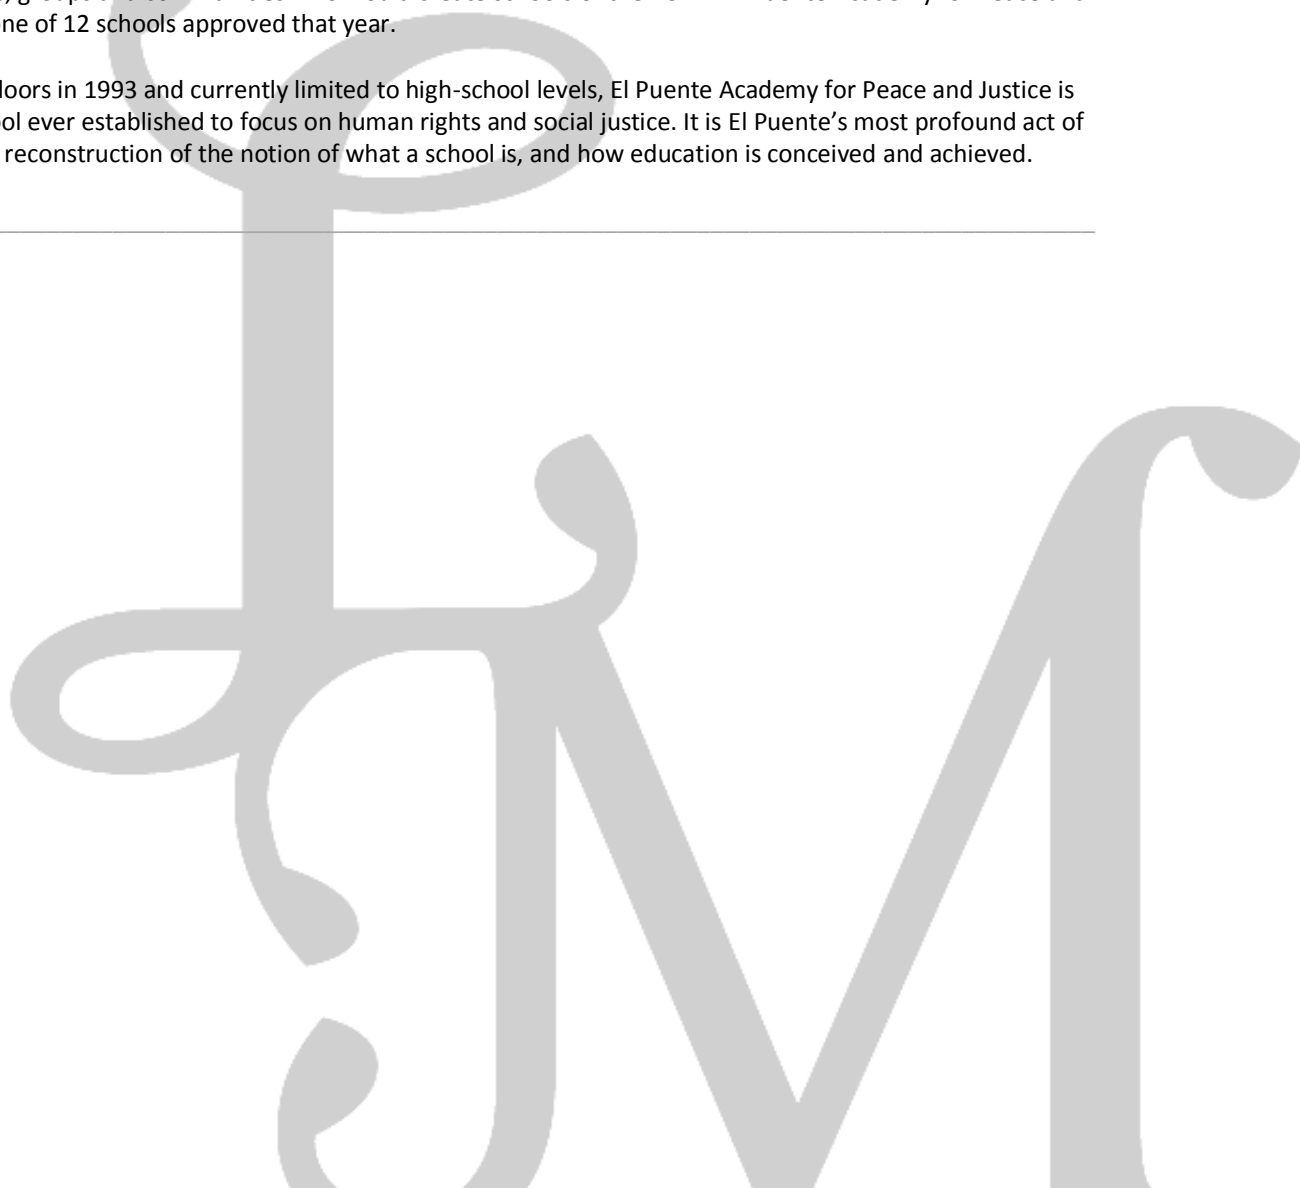 one of 12 schools approved that year.
doors in 1993 and currently limited to high-school levels, El Puente Academy for Peace and Justice is
ol ever established to focus on human rights and social justice. It is El Puente’s most profound act of
reconstruction of the notion of what a school is, and how education is conceived and achieved.